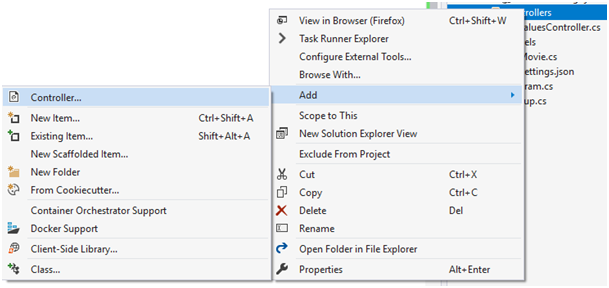 View in Browser (Firefox) Ctrl+Shift+W
Task Runner Explorer
Configure External Tools...
Browse With...
Add
Scope to This
New Solution Explorer View
Exclude From Project
Cut Ctrl+X
Copy Ctrl+C
Delete Del
Rename
Open Folder in File Explorer
Properties Alt+Enter
Controller...
New Item... Ctrl+Shift+A
Existing Item... Shift+Alt+A
New Scaffolded Item...
New Folder
From Cookiecutter...
Container Orchestrator Support
Docker Support
Client-Side Library...
Class...
rollers
aluesController.cs
els
Movie.cs
ettings.json
ram.cs
up.cs